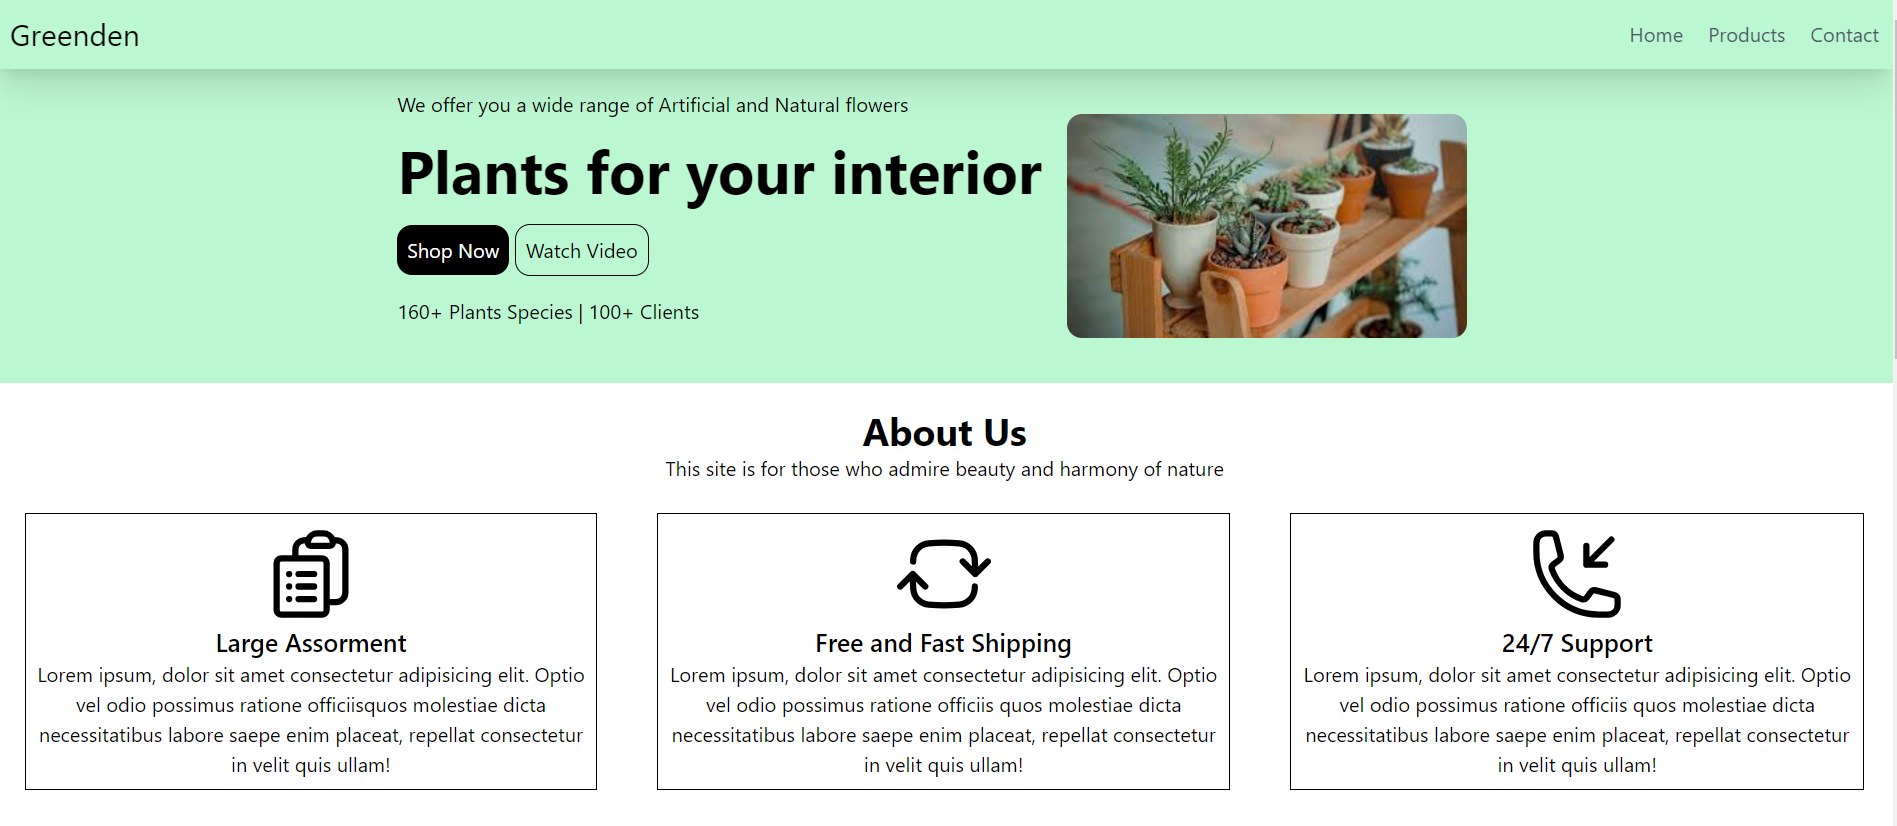 Greenden
Home Products Contact
We offer you a wide range of Artificial and Natural flowers
Plants for your interior
Shop Now Watch Video
160+ Plants Species | 100+ Clients
About Us
This site is for those who admire beauty and harmony of nature
Large Assorment
Lorem ipsum, dolor sit amet consectetur adipisicing elit. Optio
vel odio possimus ratione officiisquos molestiae dicta
necessitatibus labore saepe enim placeat, repellat consectetur
in velit quis ullam!
Free and Fast Shipping
Lorem ipsum, dolor sit amet consectetur adipisicing elit. Optio
vel odio possimus ratione officiis quos molestiae dicta
necessitatibus labore saepe enim placeat, repellat consectetur
in velit quis ullam!
24/7 Support
Lorem ipsum, dolor sit amet consectetur adipisicing elit. Optio
vel odio possimus ratione officiis quos molestiae dicta
necessitatibus labore saepe enim placeat, repellat consectetur
in velit quis ullam!